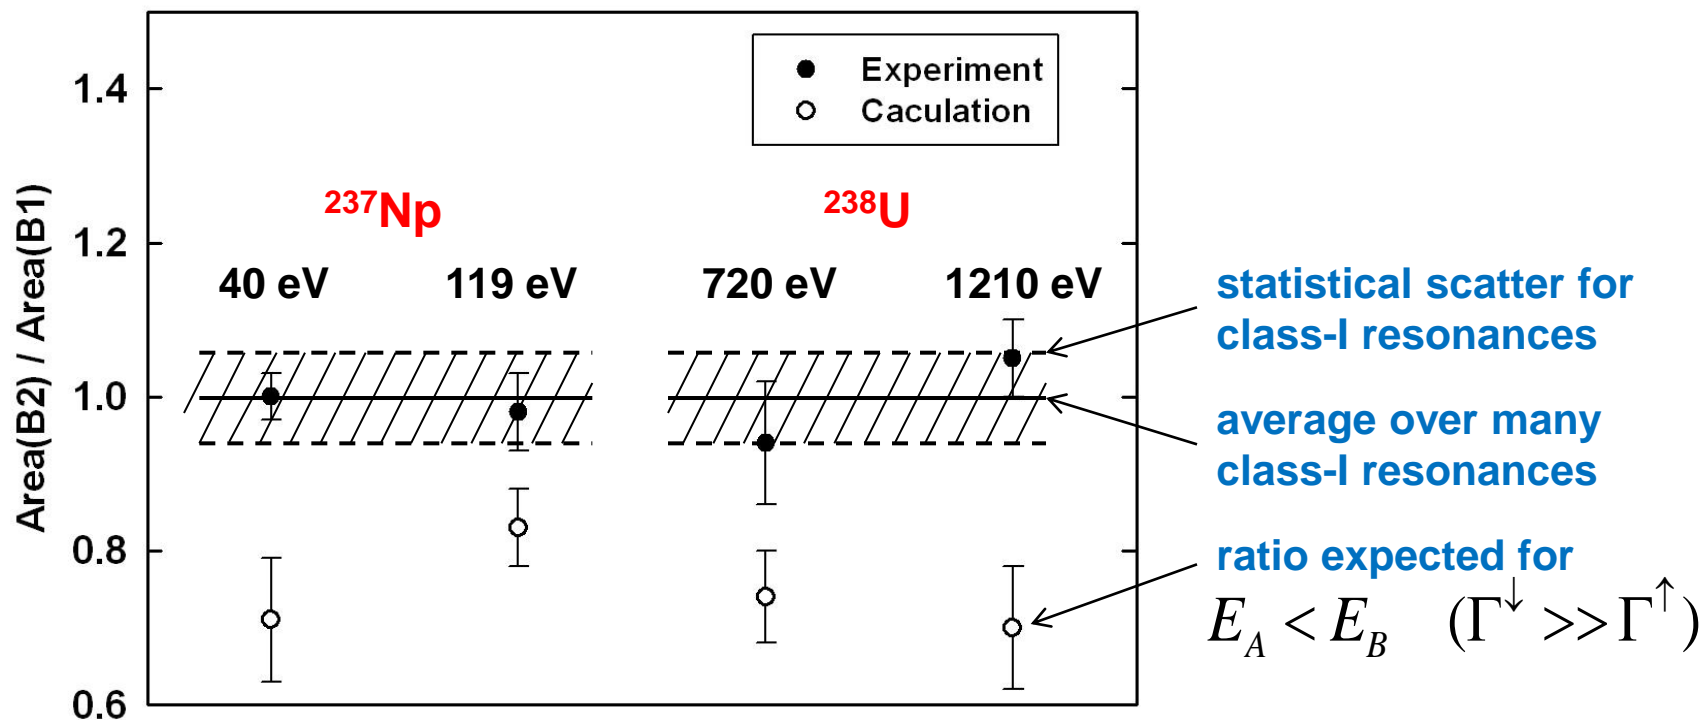 Experiment
Caculation
1.4
1.2
1.0
0.8
0.6
Area(B2) / Area(B1)
²³⁷Np
²³⁸U
40 eV
119 eV
720 eV
1210 eV
statistical scatter for
class-I resonances
average over many
class-I resonances
ratio expected for
E_A < E_B (Γ^↓ >> Γ^↑)